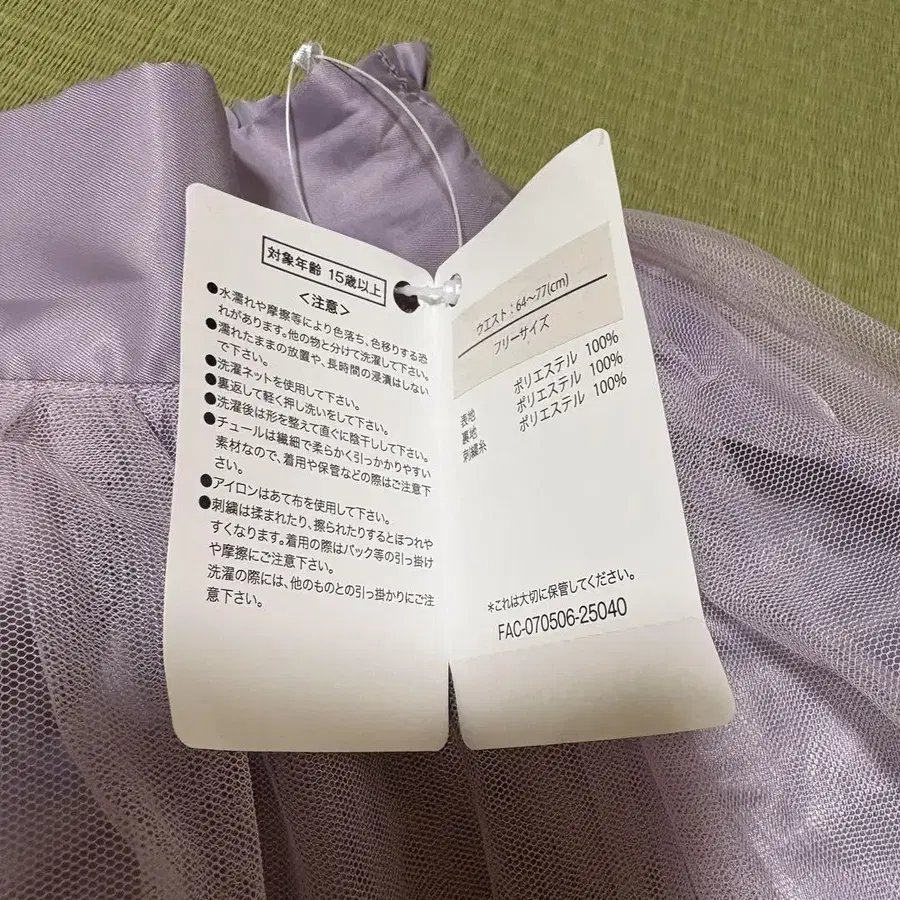 対象年齢 15歳以上
<注意>
●水濡れや摩擦等により色落ち、色移りする恐
れがあります。他の物と分けて洗濯して下さい。
●濡れたままの放置や、長時間の浸漬はしない
で下さい。
●洗濯ネットを使用して下さい。
●裏返して軽く押し洗いをして下さい。
●洗濯後は形を整えて直ぐに陰干しして下さい。
●チュールは繊細で柔らかく引っかかりやすい
素材なので、着用や保管などの際はご注意下
さい。
●アイロンはあて布を使用して下さい。
●刺繍は揉まれたり、擦られたりするとほつれや
すくなります。着用の際はバック等の引っ掛け
や摩擦にご注意下さい。
洗濯の際には、他のものとの引っ掛かりにご注
意下さい。
ウエスト：64〜77(cm)
フリーサイズ
表地 ポリエステル 100%
裏地 ポリエステル 100%
刺繍糸 ポリエステル 100%
*これは大切に保管してください。
FAC-070506-25040